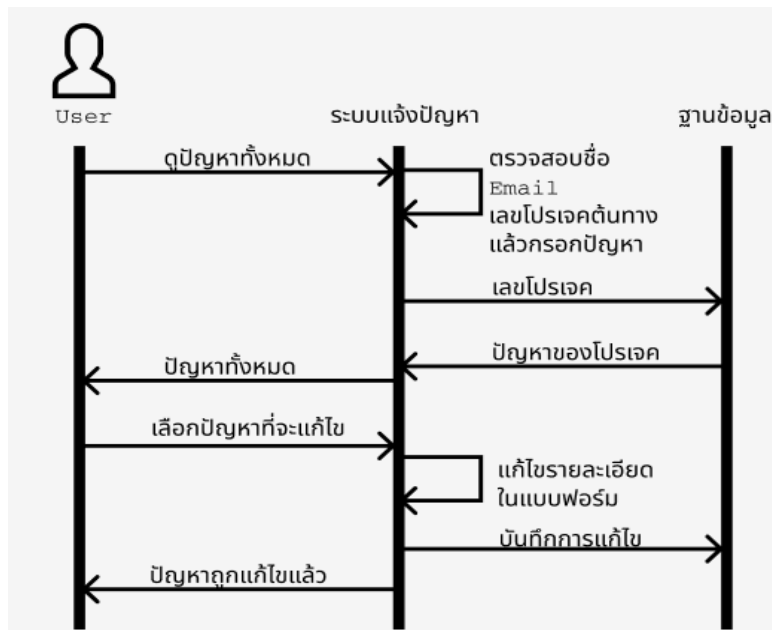 User
ระบบแจ้งปัญหา
ฐานข้อมูล
ดูปัญหาทั้งหมด
ตรวจสอบชื่อ
Email
เลขโปรเจคต้นทาง
แล้วกรอกปัญหา
เลขโปรเจค
ปัญหาของโปรเจค
ปัญหาทั้งหมด
เลือกปัญหาที่จะแก้ไข
แก้ไขรายละเอียด
ในแบบฟอร์ม
บันทึกการแก้ไข
ปัญหาถูกแก้ไขแล้ว